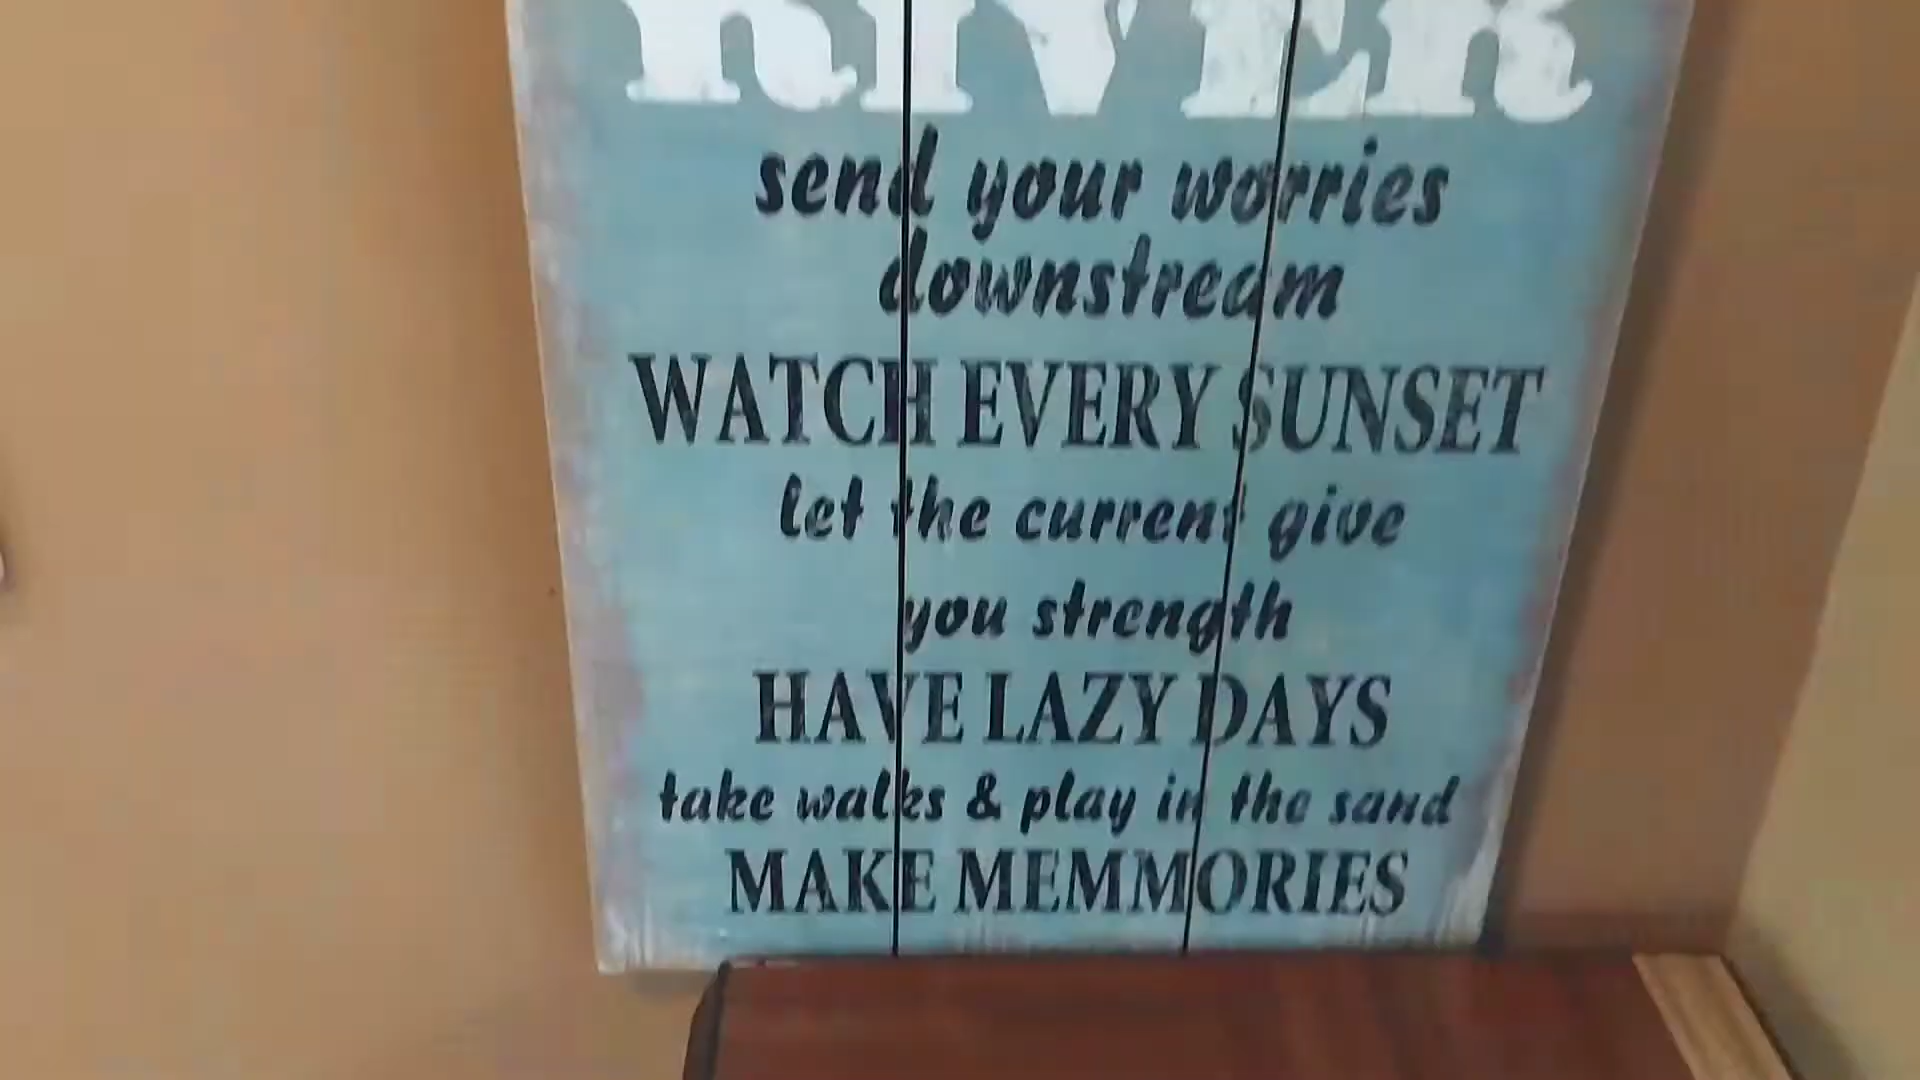 RIVER
send your worries
downstream
WATCH EVERY SUNSET
let the current give
you strength
HAVE LAZY DAYS
take walks & play in the sand
MAKE MEMMORIES